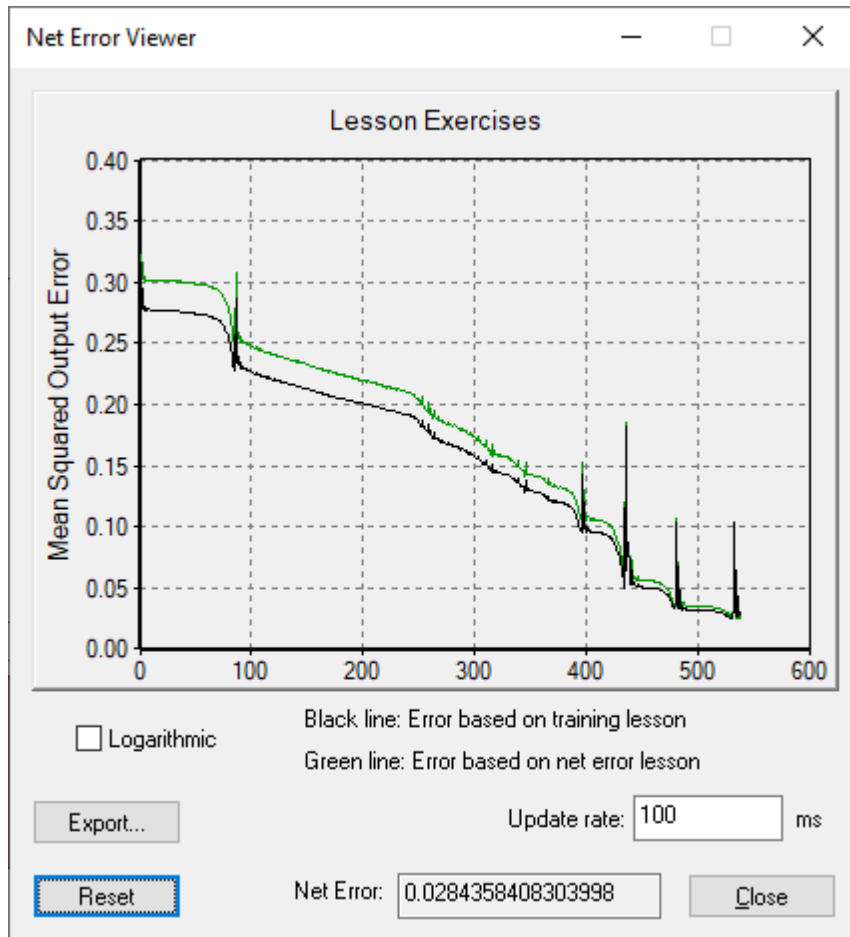 Net Error Viewer
Lesson Exercises
Mean Squared Output Error
0.40
0.35
0.30
0.25
0.20
0.15
0.10
0.05
0.00
0 100 200 300 400 500 600
Logarithmic
Black line: Error based on training lesson
Green line: Error based on net error lesson
Export...
Update rate: 100 ms
Reset
Net Error: 0.0284358408303998
Close